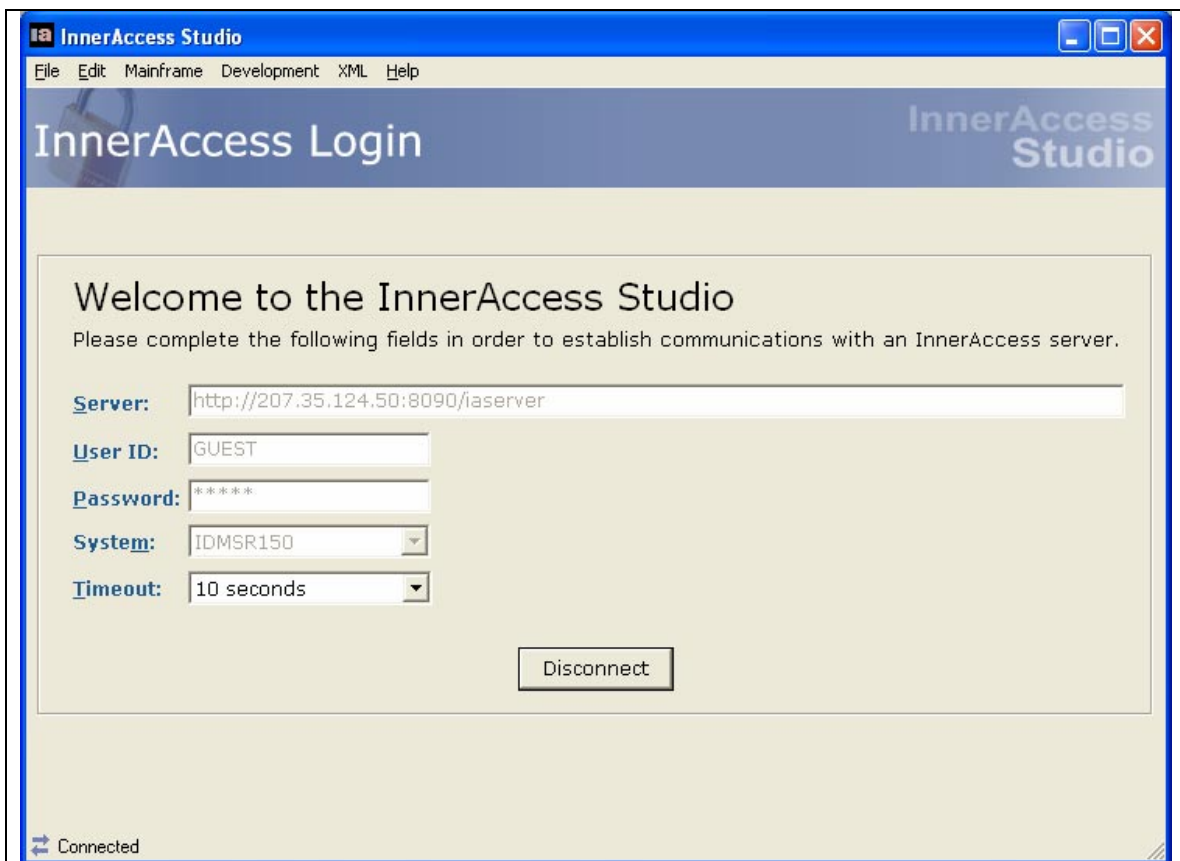 Ia InnerAccess Studio
File Edit Mainframe Development XML Help
InnerAccess Login
InnerAccess
Studio
Welcome to the InnerAccess Studio
Please complete the following fields in order to establish communications with an InnerAccess server.
Server: http://207.35.124.50:8090/iaserver
User ID: GUEST
Password: *****
System: IDMSR150
Timeout: 10 seconds
Disconnect
Connected